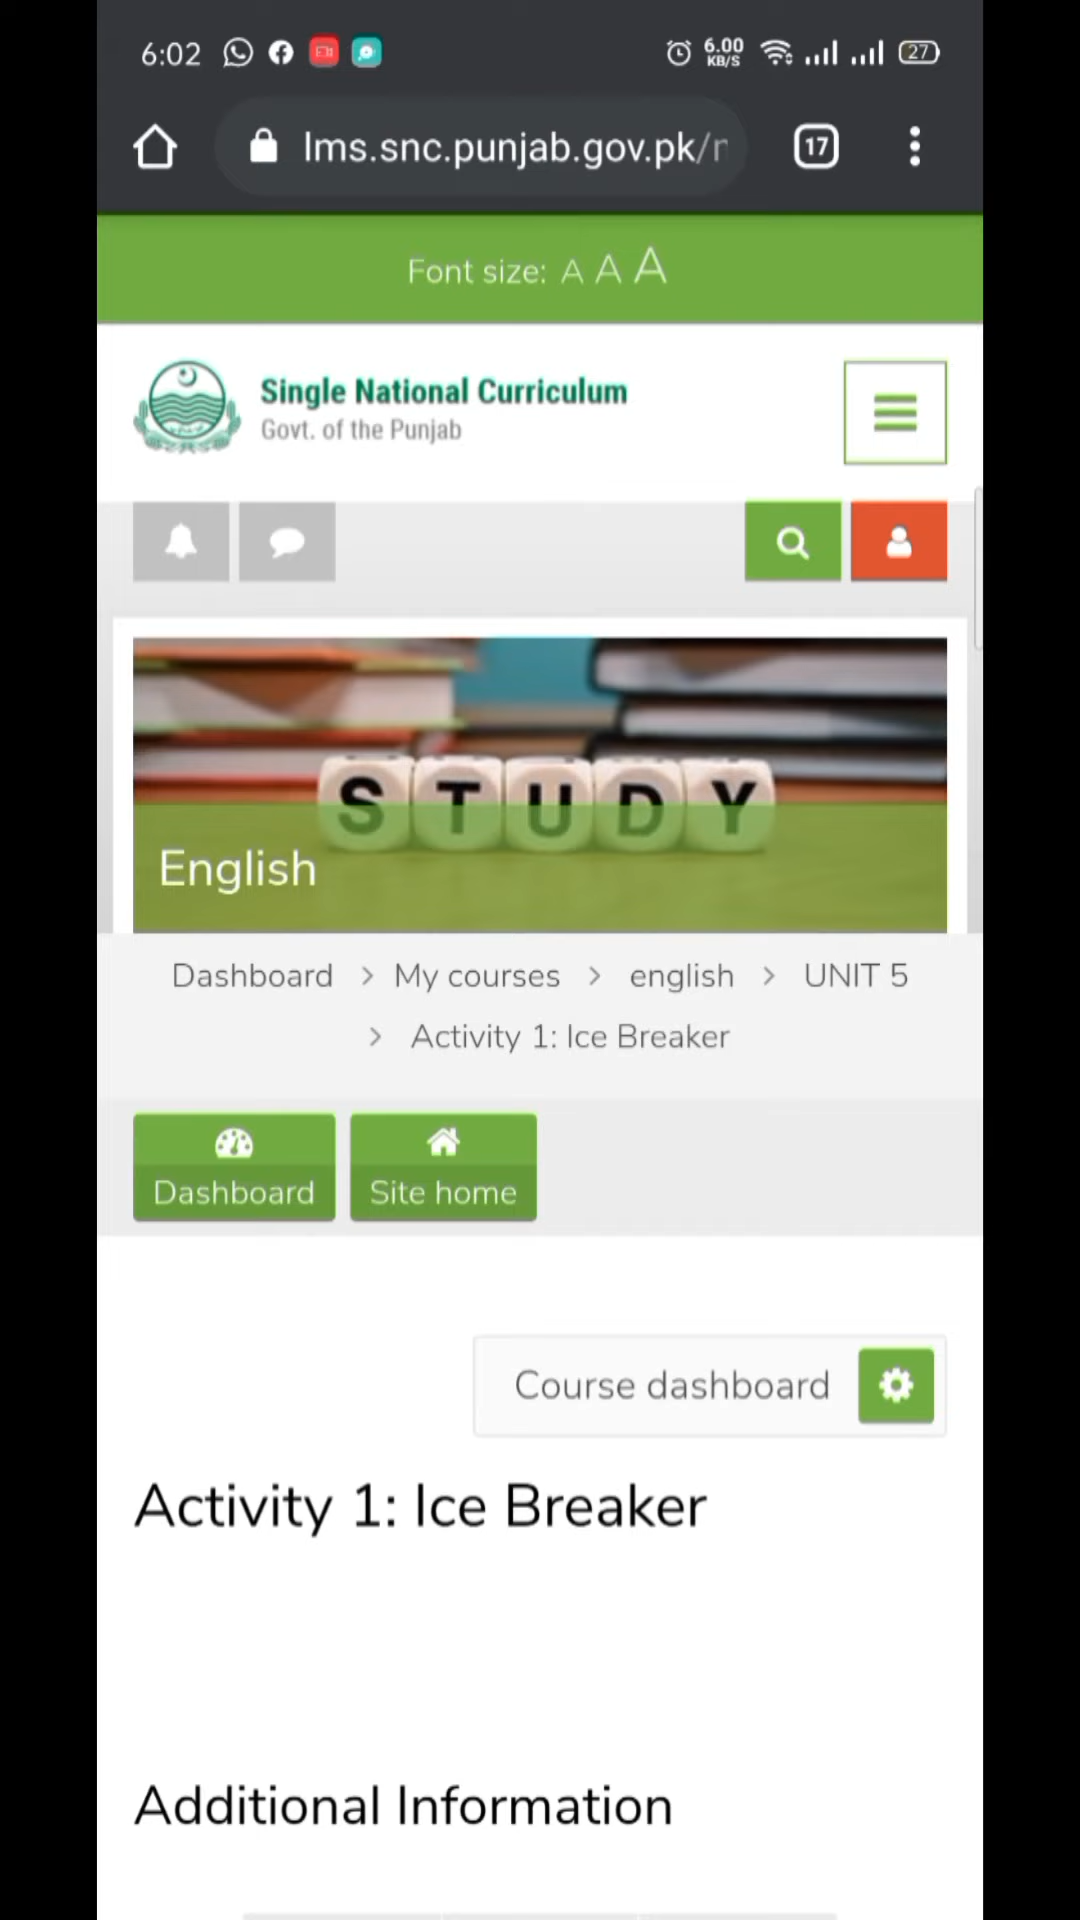 6:02
6.00
KB/S
27
lms.snc.punjab.gov.pk/
17
Font size: A A A
Single National Curriculum
Govt. of the Punjab
STUDY
English
Dashboard > My courses > english > UNIT 5
> Activity 1: Ice Breaker
Dashboard Site home
Course dashboard
Activity 1: Ice Breaker
Additional Information